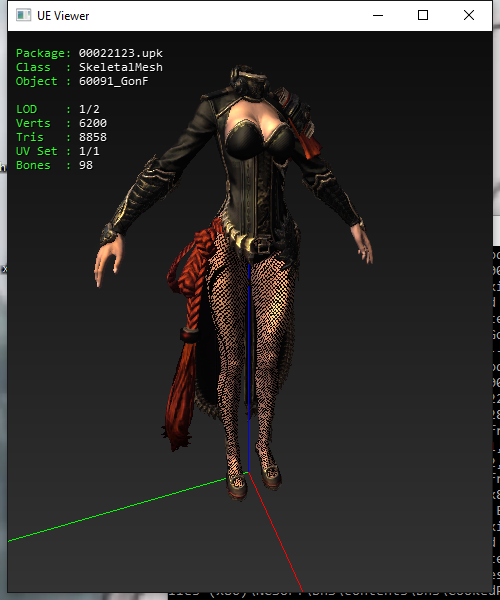 UE Viewer
Package: 00022123.upk
Class : SkeletalMesh
Object : 60091_GonF
LOD : 1/2
Verts : 6200
Tris : 8858
UV Set : 1/1
Bones : 98